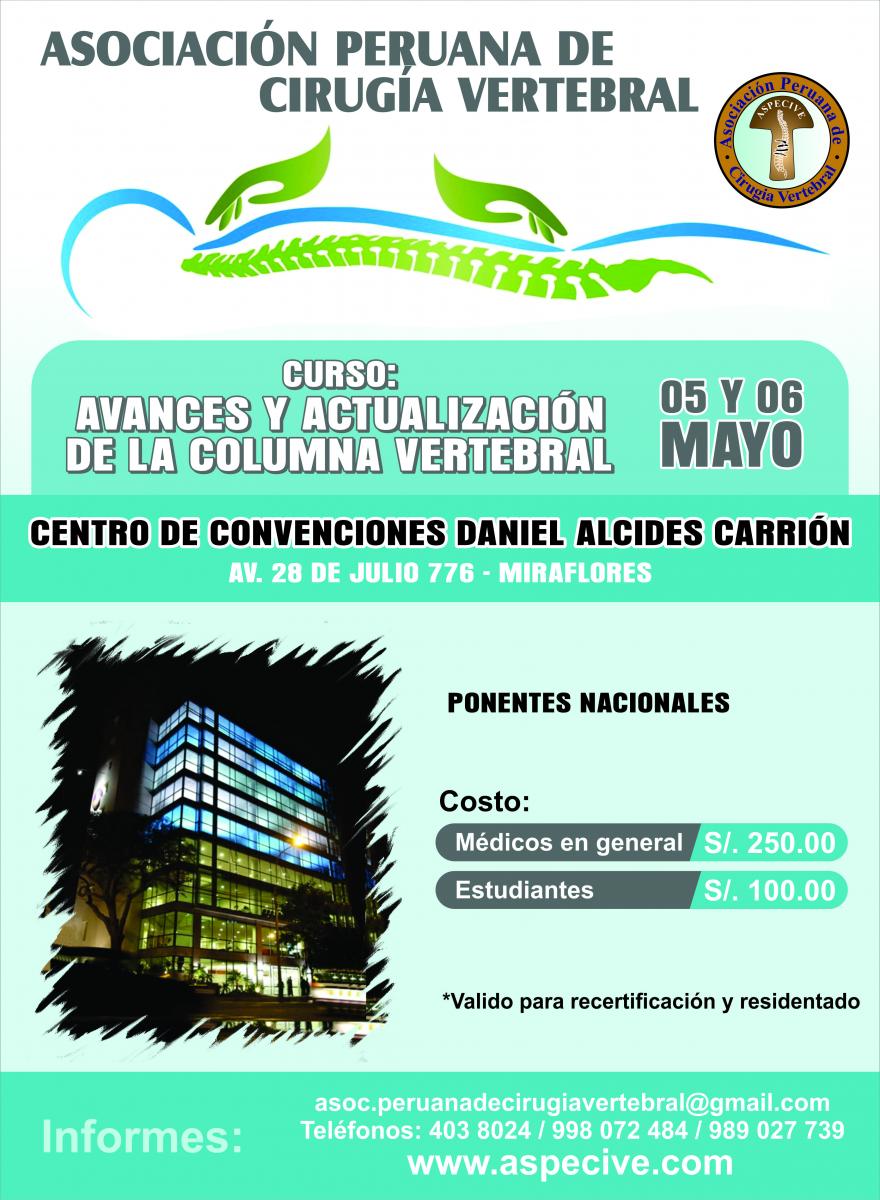 ASOCIACIÓN PERUANA DE
CIRUGÍA VERTEBRAL
Asociación Peruana de
ASPECIVE
Cirugía Vertebral
CURSO:
AVANCES Y ACTUALIZACIÓN
DE LA COLUMNA VERTEBRAL
05 Y 06
MAYO
CENTRO DE CONVENCIONES DANIEL ALCIDES CARRIÓN
AV. 28 DE JULIO 776 - MIRAFLORES
PONENTES NACIONALES
Costo:
Médicos en general S/. 250.00
Estudiantes S/. 100.00
*Valido para recertificación y residentado
Informes:
asoc.peruanadecirugiavertebral@gmail.com
Teléfonos: 403 8024 / 998 072 484 / 989 027 739
www.aspecive.com